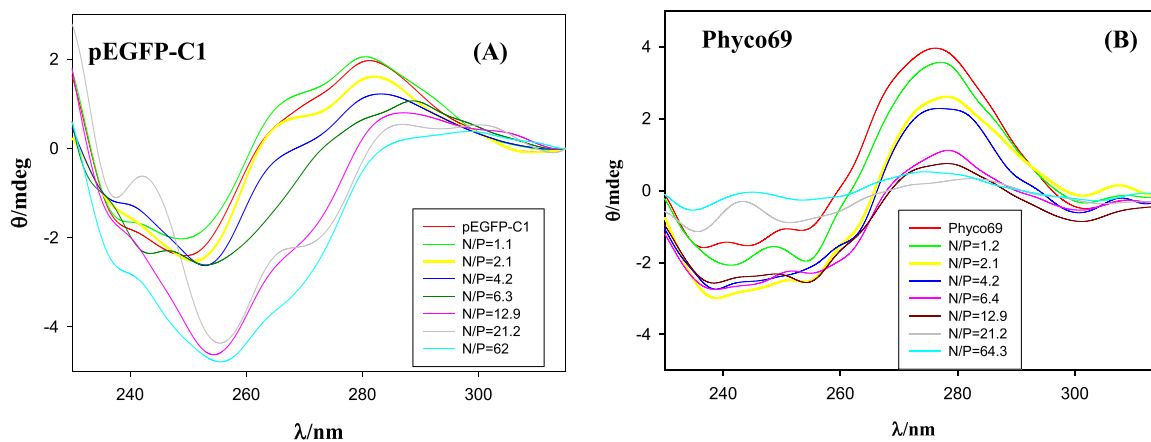 pEGFP-C1
(A)
θ/mdeg
2
0
-2
-4
pEGFP-C1
N/P=1.1
N/P=2.1
N/P=4.2
N/P=6.3
N/P=12.9
N/P=21.2
N/P=62
240
260
280
300
λ/nm
Phyco69
(B)
θ/mdeg
4
2
0
-2
-4
Phyco69
N/P=1.2
N/P=2.1
N/P=4.2
N/P=6.4
N/P=12.9
N/P=21.2
N/P=64.3
240
260
280
300
λ/nm